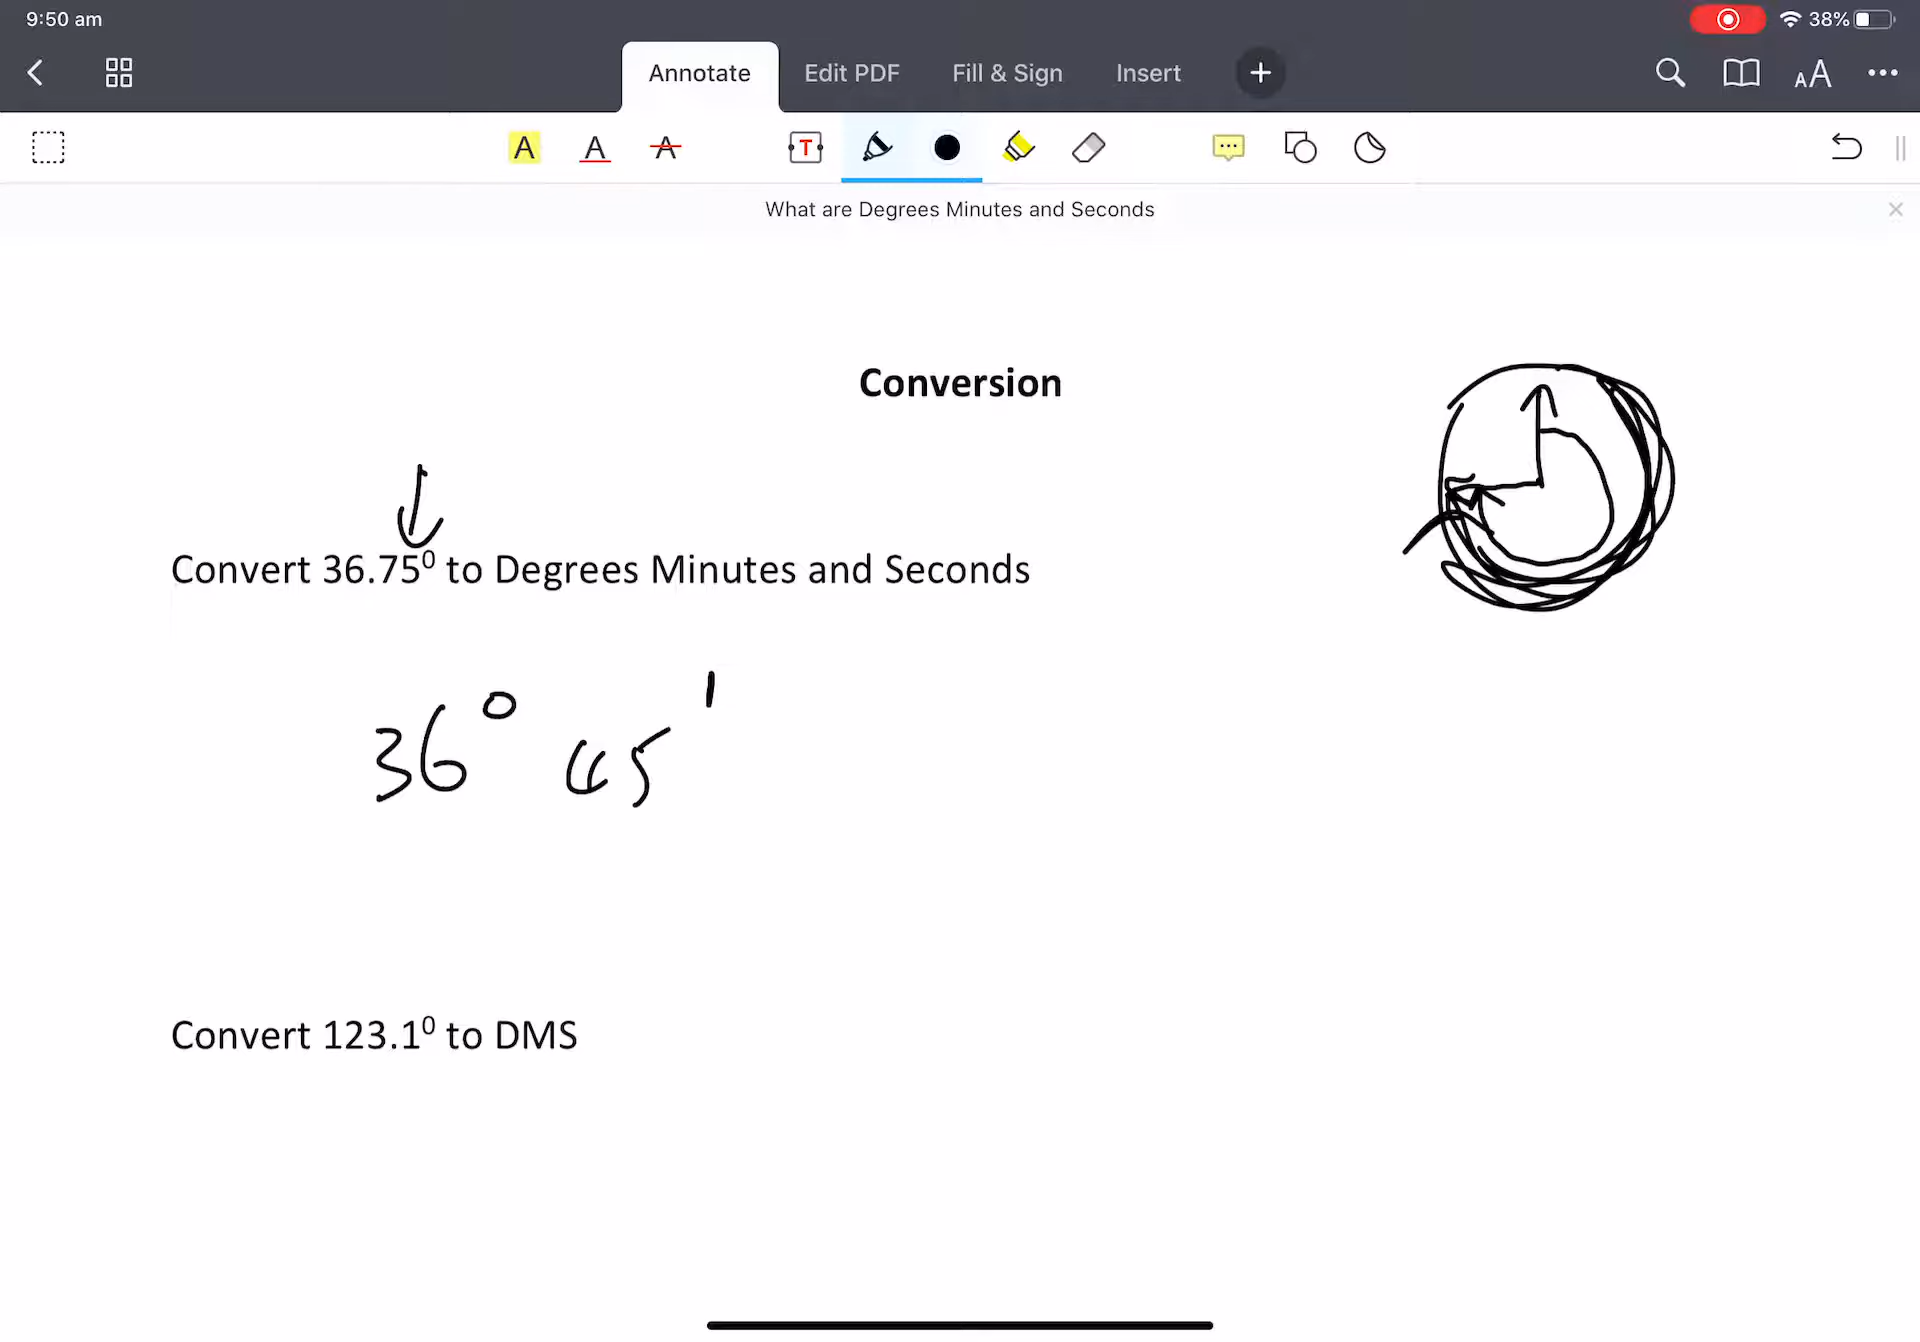 9:50 am
38%
Annotate Edit PDF Fill & Sign Insert
AA
A A A T
What are Degrees Minutes and Seconds
Conversion
Convert 36.75⁰ to Degrees Minutes and Seconds
36° 45'
Convert 123.1⁰ to DMS